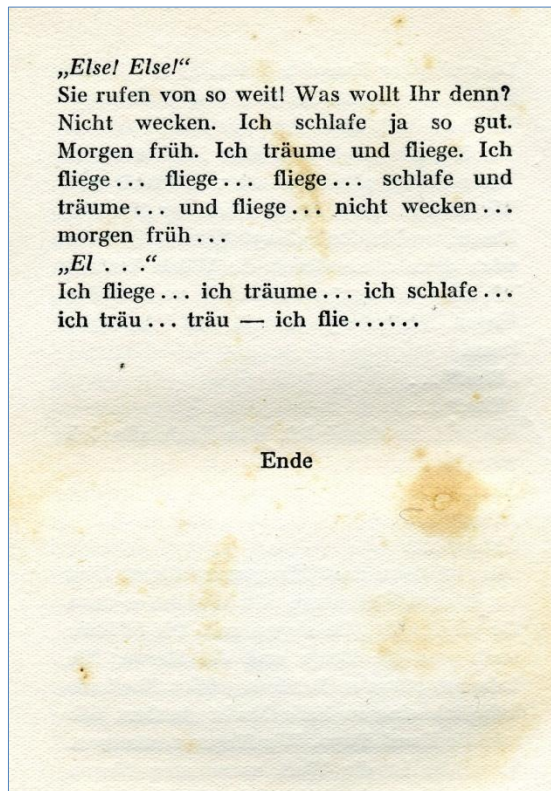 „Else! Else!“
Sie rufen von so weit! Was wollt Ihr denn?
Nicht wecken. Ich schlafe ja so gut.
Morgen früh. Ich träume und fliege. Ich
fliege... fliege... fliege... schlafe und
träume... und fliege... nicht wecken...
morgen früh...
„El . . .“
Ich fliege... ich träume... ich schlafe...
ich träu... träu — ich flie......
Ende